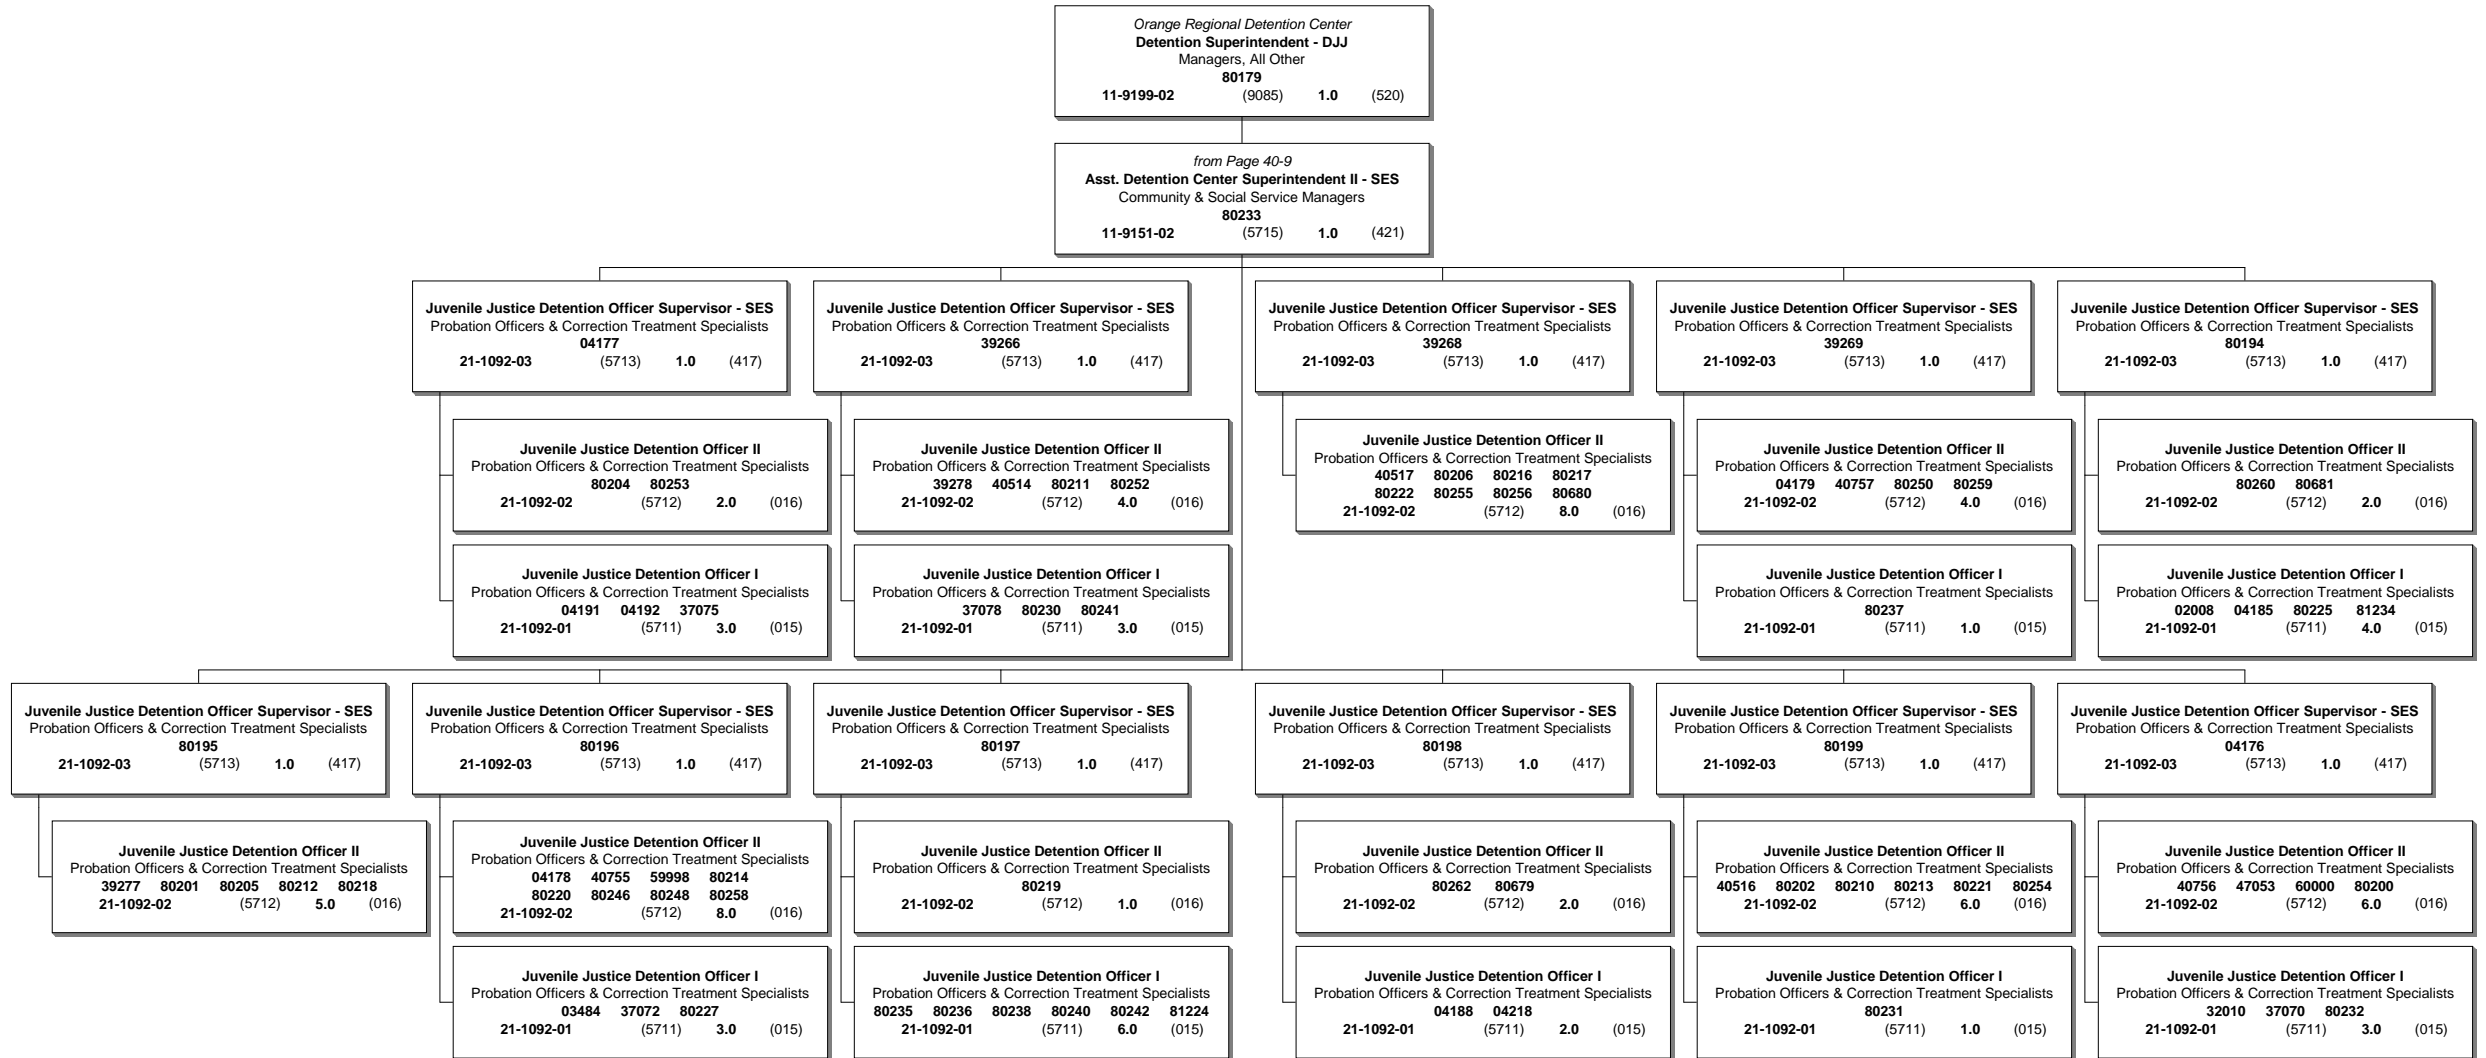 Orange Regional Detention Center
Detention Superintendent - DJJ
Managers, All Other
80179
11-9199-02 (9085) 1.0 (520)
from Page 40-9
Asst. Detention Center Superintendent II - SES
Community & Social Service Managers
80233
11-9151-02 (5715) 1.0 (421)
Juvenile Justice Detention Officer Supervisor - SES
Probation Officers & Correction Treatment Specialists
04177
21-1092-03 (5713) 1.0 (417)
Juvenile Justice Detention Officer II
Probation Officers & Correction Treatment Specialists
80204 80253
21-1092-02 (5712) 2.0 (016)
Juvenile Justice Detention Officer I
Probation Officers & Correction Treatment Specialists
04191 04192 37075
21-1092-01 (5711) 3.0 (015)
Juvenile Justice Detention Officer Supervisor - SES
Probation Officers & Correction Treatment Specialists
39266
21-1092-03 (5713) 1.0 (417)
Juvenile Justice Detention Officer II
Probation Officers & Correction Treatment Specialists
39278 40514 80211 80252
21-1092-02 (5712) 4.0 (016)
Juvenile Justice Detention Officer I
Probation Officers & Correction Treatment Specialists
37078 80230 80241
21-1092-01 (5711) 3.0 (015)
Juvenile Justice Detention Officer Supervisor - SES
Probation Officers & Correction Treatment Specialists
39268
21-1092-03 (5713) 1.0 (417)
Juvenile Justice Detention Officer II
Probation Officers & Correction Treatment Specialists
40517 80206 80216 80217
80222 80255 80256 80680
21-1092-02 (5712) 8.0 (016)
Juvenile Justice Detention Officer Supervisor - SES
Probation Officers & Correction Treatment Specialists
39269
21-1092-03 (5713) 1.0 (417)
Juvenile Justice Detention Officer II
Probation Officers & Correction Treatment Specialists
04179 40757 80250 80259
21-1092-02 (5712) 4.0 (016)
Juvenile Justice Detention Officer I
Probation Officers & Correction Treatment Specialists
80237
21-1092-01 (5711) 1.0 (015)
Juvenile Justice Detention Officer Supervisor - SES
Probation Officers & Correction Treatment Specialists
80194
21-1092-03 (5713) 1.0 (417)
Juvenile Justice Detention Officer II
Probation Officers & Correction Treatment Specialists
80260 80681
21-1092-02 (5712) 2.0 (016)
Juvenile Justice Detention Officer I
Probation Officers & Correction Treatment Specialists
02008 04185 80225 81234
21-1092-01 (5711) 4.0 (015)
Juvenile Justice Detention Officer Supervisor - SES
Probation Officers & Correction Treatment Specialists
80195
21-1092-03 (5713) 1.0 (417)
Juvenile Justice Detention Officer II
Probation Officers & Correction Treatment Specialists
39277 80201 80205 80212 80218
21-1092-02 (5712) 5.0 (016)
Juvenile Justice Detention Officer Supervisor - SES
Probation Officers & Correction Treatment Specialists
80196
21-1092-03 (5713) 1.0 (417)
Juvenile Justice Detention Officer II
Probation Officers & Correction Treatment Specialists
04178 40755 59998 80214
80220 80246 80248 80258
21-1092-02 (5712) 8.0 (016)
Juvenile Justice Detention Officer I
Probation Officers & Correction Treatment Specialists
03484 37072 80227
21-1092-01 (5711) 3.0 (015)
Juvenile Justice Detention Officer Supervisor - SES
Probation Officers & Correction Treatment Specialists
80197
21-1092-03 (5713) 1.0 (417)
Juvenile Justice Detention Officer II
Probation Officers & Correction Treatment Specialists
80219
21-1092-02 (5712) 1.0 (016)
Juvenile Justice Detention Officer I
Probation Officers & Correction Treatment Specialists
80235 80236 80238 80240 80242 81224
21-1092-01 (5711) 6.0 (015)
Juvenile Justice Detention Officer Supervisor - SES
Probation Officers & Correction Treatment Specialists
80198
21-1092-03 (5713) 1.0 (417)
Juvenile Justice Detention Officer II
Probation Officers & Correction Treatment Specialists
80262 80679
21-1092-02 (5712) 2.0 (016)
Juvenile Justice Detention Officer I
Probation Officers & Correction Treatment Specialists
04188 04218
21-1092-01 (5711) 2.0 (015)
Juvenile Justice Detention Officer Supervisor - SES
Probation Officers & Correction Treatment Specialists
80199
21-1092-03 (5713) 1.0 (417)
Juvenile Justice Detention Officer II
Probation Officers & Correction Treatment Specialists
40516 80202 80210 80213 80221 80254
21-1092-02 (5712) 6.0 (016)
Juvenile Justice Detention Officer I
Probation Officers & Correction Treatment Specialists
80231
21-1092-01 (5711) 1.0 (015)
Juvenile Justice Detention Officer Supervisor - SES
Probation Officers & Correction Treatment Specialists
04176
21-1092-03 (5713) 1.0 (417)
Juvenile Justice Detention Officer II
Probation Officers & Correction Treatment Specialists
40756 47053 60000 80200
21-1092-02 (5712) 6.0 (016)
Juvenile Justice Detention Officer I
Probation Officers & Correction Treatment Specialists
32010 37070 80232
21-1092-01 (5711) 3.0 (015)